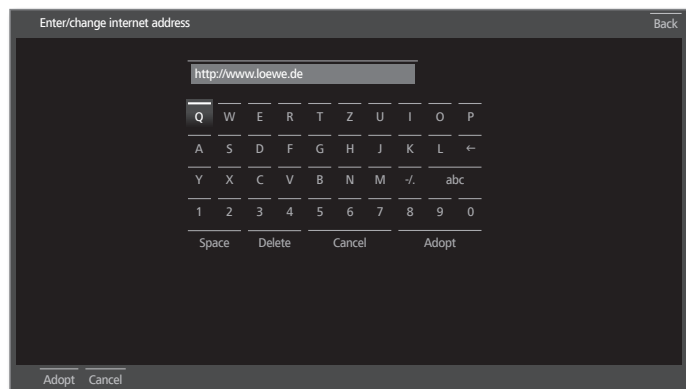 Enter/change internet address Back
http://www.loewe.de
Q W E R T Z U I O P
A S D F G H J K L ←
Y X C V B N M -/. abc
1 2 3 4 5 6 7 8 9 0
Space Delete Cancel Adopt
Adopt Cancel